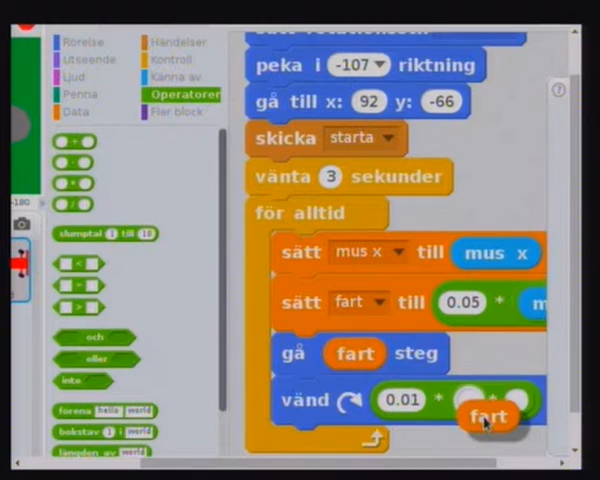 Rörelse Händelser
Utseende Kontroll
Ljud Känna av
Penna Operatorer
Data Fler block
-180
+
-
*
/
slumptal 1 till 10
<
=
>
och
eller
inte
förena hello world
bokstav 1 i world
längden av world
peka i -107 riktning
gå till x: 92 y: -66
skicka starta
vänta 3 sekunder
för alltid
sätt mus x till mus x
sätt fart till 0.05 * m
gå fart steg
vänd 0.01 * *
fart